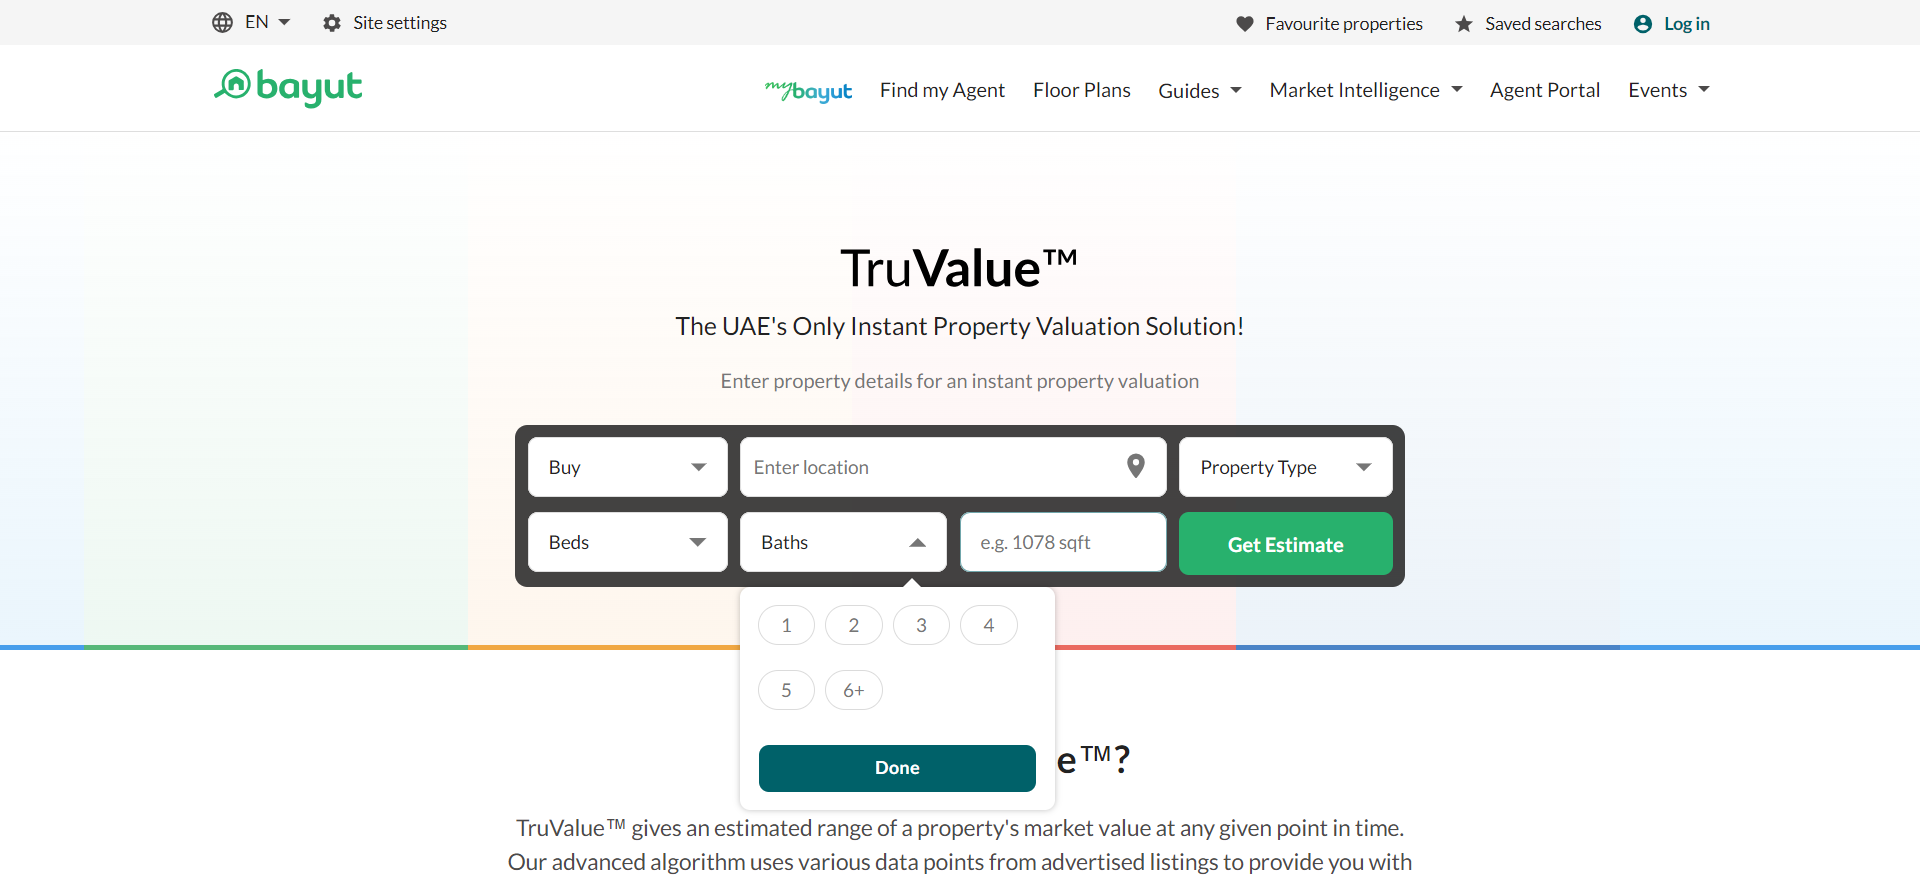 EN Site settings Favourite properties Saved searches Log in
bayut mybayut Find my Agent Floor Plans Guides Market Intelligence Agent Portal Events
TruValue™
The UAE's Only Instant Property Valuation Solution!
Enter property details for an instant property valuation
Buy Enter location Property Type
Beds Baths e.g. 1078 sqft Get Estimate
1 2 3 4
5 6+
Done
e™?
TruValue™ gives an estimated range of a property's market value at any given point in time.
Our advanced algorithm uses various data points from advertised listings to provide you with